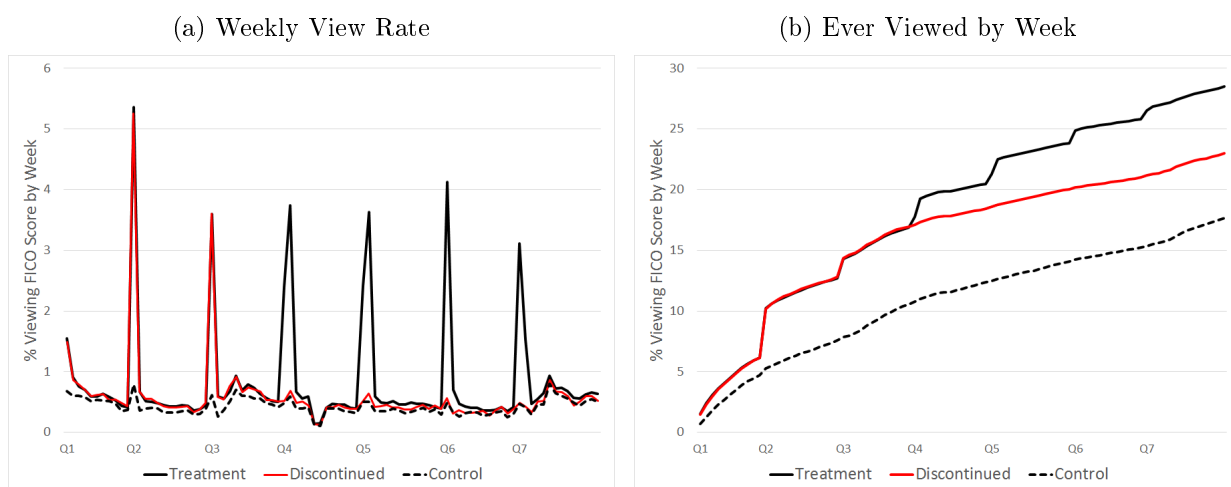 (a) Weekly View Rate
% Viewing FICO Score by Week
6
5
4
3
2
1
0
Q1 Q2 Q3 Q4 Q5 Q6 Q7
Treatment Discontinued Control
(b) Ever Viewed by Week
% Viewing FICO Score by Week
30
25
20
15
10
5
0
Q1 Q2 Q3 Q4 Q5 Q6 Q7
Treatment Discontinued Control